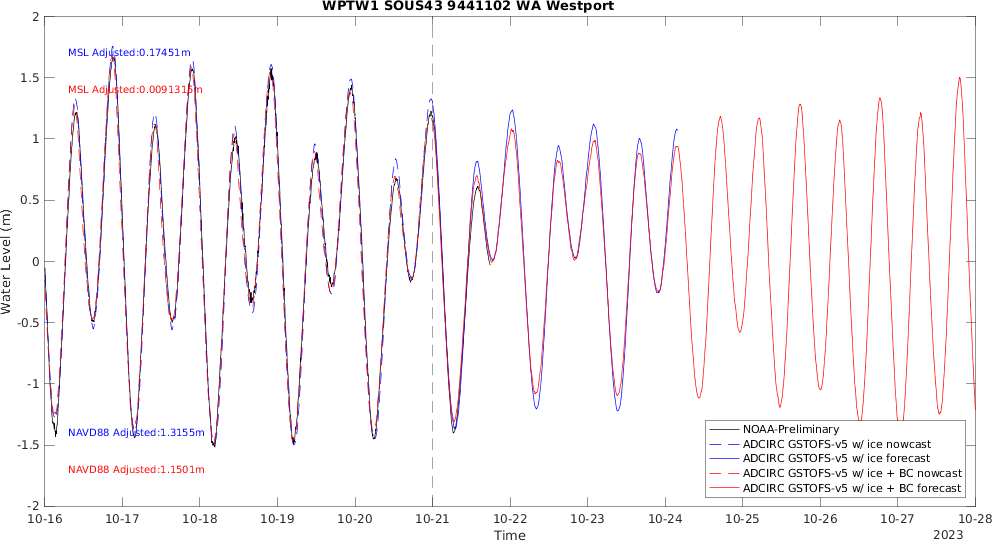 WPTW1 SOUS43 9441102 WA Westport
2
1.5
1
0.5
0
-0.5
-1
-1.5
-2
Water Level (m)
MSL Adjusted:0.17451m
MSL Adjusted:0.0091315m
NAVD88 Adjusted:1.3155m
NAVD88 Adjusted:1.1501m
NOAA-Preliminary
ADCIRC GSTOFS-v5 w/ ice nowcast
ADCIRC GSTOFS-v5 w/ ice forecast
ADCIRC GSTOFS-v5 w/ ice + BC nowcast
ADCIRC GSTOFS-v5 w/ ice + BC forecast
10-16 10-17 10-18 10-19 10-20 10-21 10-22 10-23 10-24 10-25 10-26 10-27 10-28
Time
2023